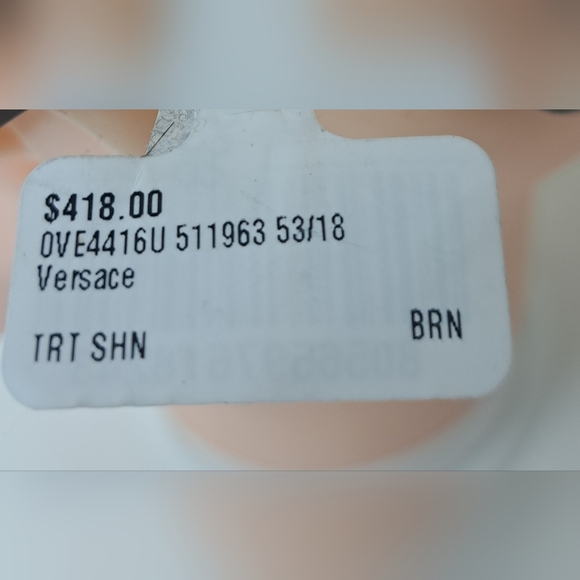 $418.00
0VE4416U 511963 53/18
Versace
TRT SHN BRN